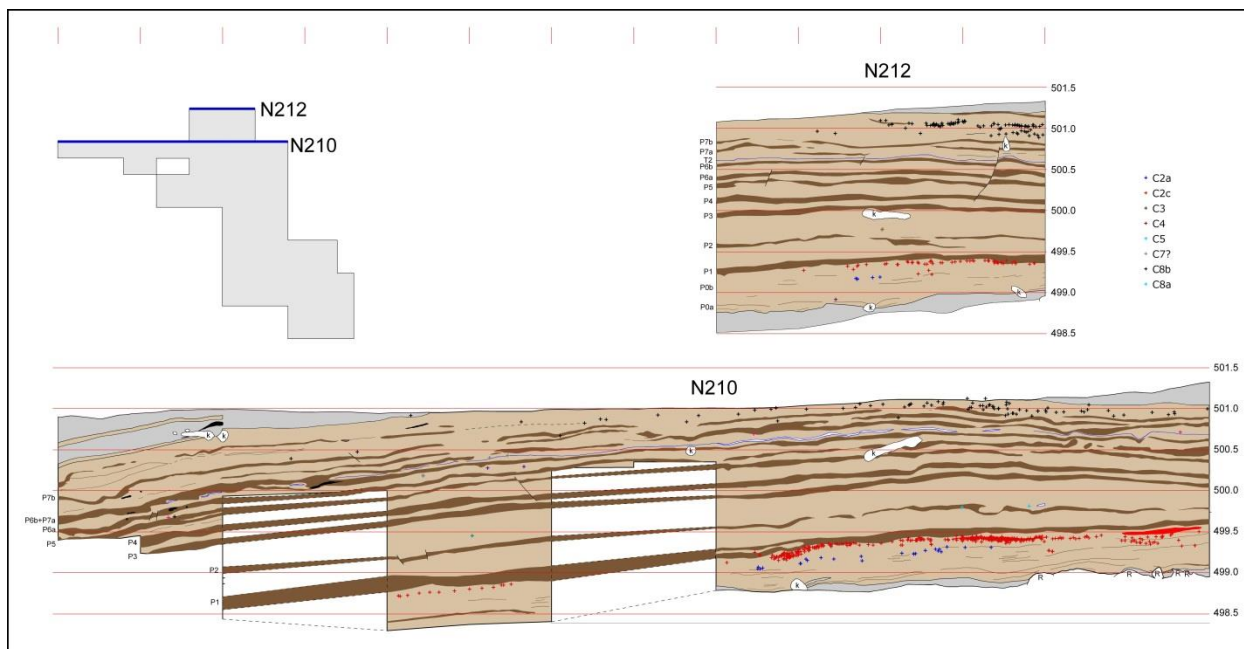 N212
501.5
N212
501.0
P7b
P7a
k
T2
P6b
500.5
P6a
C2a
P5
C2c
P4
C3
P3
k
500.0
C4
C5
P2
C7?
499.5
C8b
P1
C8a
P0b
499.0
k
P0a
k
498.5
N210
501.5
N210
501.0
k
k
k
500.5
k
P7b
500.0
P6b+P7a
P6a
P5
P4
499.5
P3
P2
499.0
R
R
R
R
R
P1
k
498.5